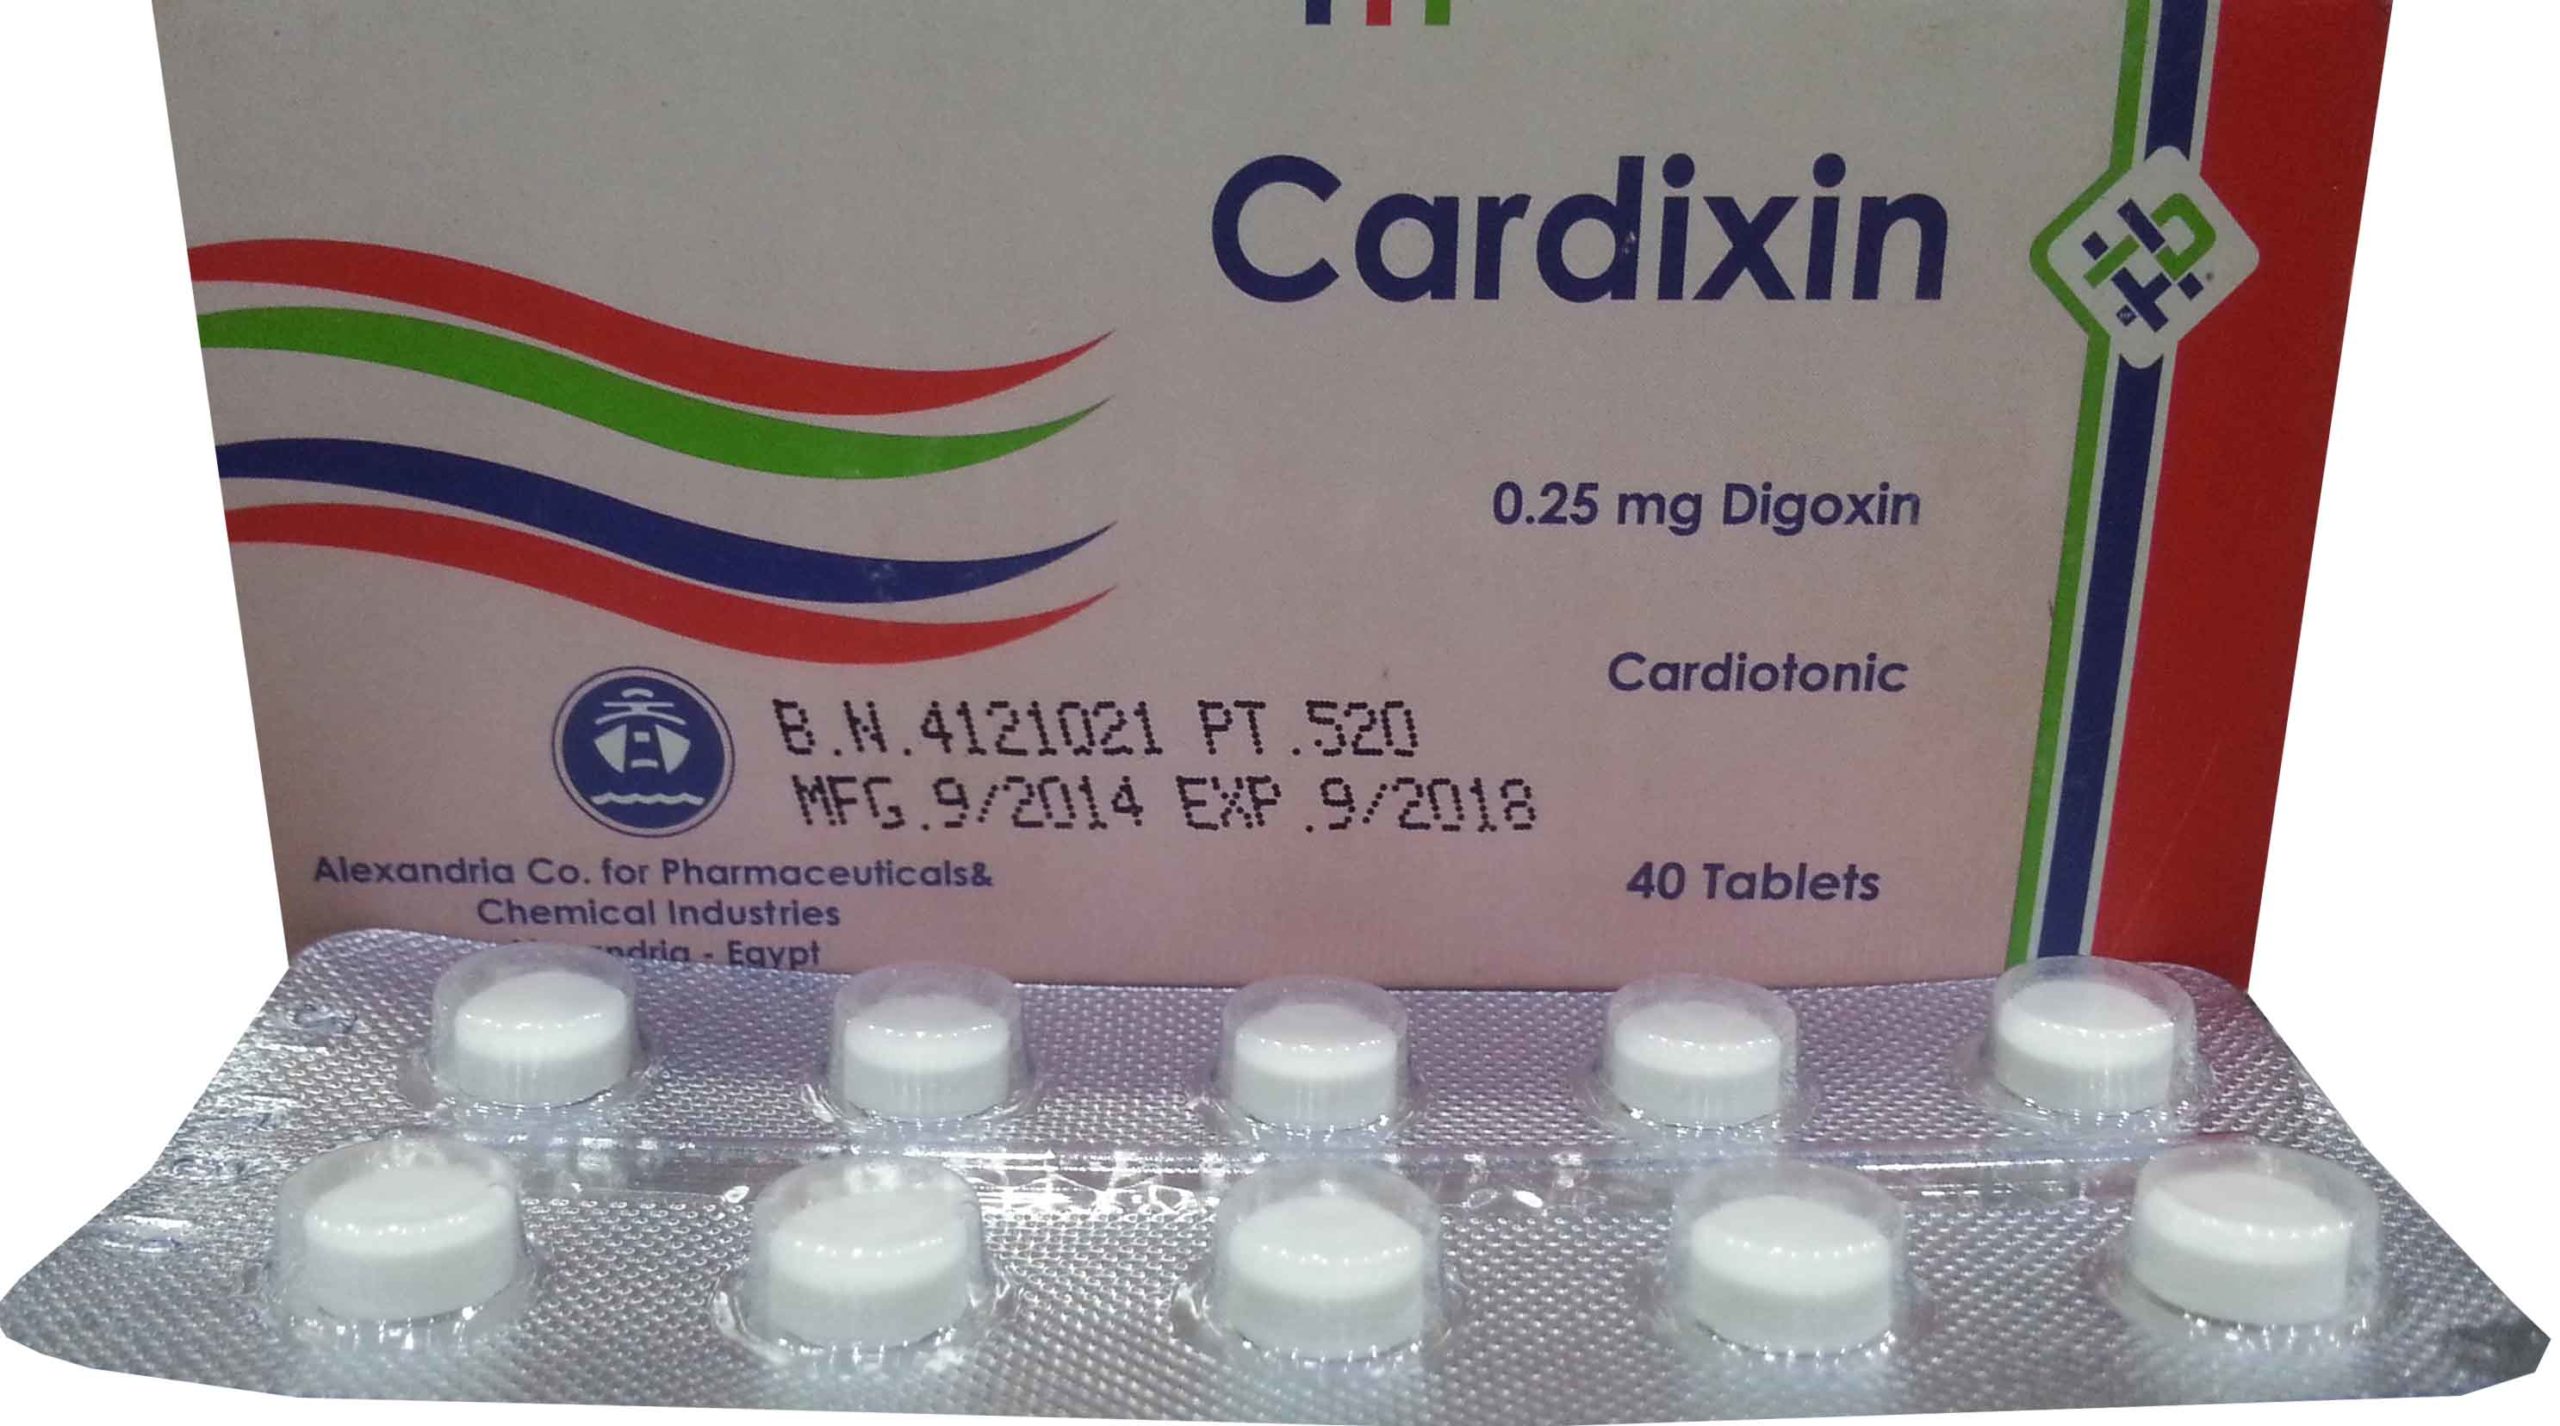 Cardixin
0.25 mg Digoxin
Cardiotonic
B.N.4121021 PT.520
MFG.9/2014 EXP.9/2018
Alexandria Co. for Pharmaceuticals&
Chemical Industries
- Egypt
40 Tablets